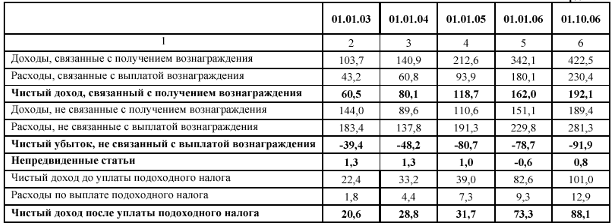 01.01.03 01.01.04 01.01.05 01.01.06 01.10.06
1 2 3 4 5 6
Доходы, связанные с получением вознаграждения 103,7 140,9 212,6 342,1 422,5
Расходы, связанные с выплатой вознаграждения 43,2 60,8 93,9 180,1 230,4
Чистый доход, связанный с получением вознаграждения 60,5 80,1 118,7 162,0 192,1
Доходы, не связанные с получением вознаграждения 144,0 89,6 110,6 151,1 189,4
Расходы, не связанные с выплатой вознаграждения 183,4 137,8 191,3 229,8 281,3
Чистый убыток, не связанный с выплатой вознаграждения -39,4 -48,2 -80,7 -78,7 -91,9
Непредвиденные статьи 1,3 1,3 1,0 -0,6 0,8
Чистый доход до уплаты подоходного налога 22,4 33,2 39,0 82,6 101,0
Расходы по выплате подоходного налога 1,8 4,4 7,3 9,3 12,9
Чистый доход после уплаты подоходного налога 20,6 28,8 31,7 73,3 88,1